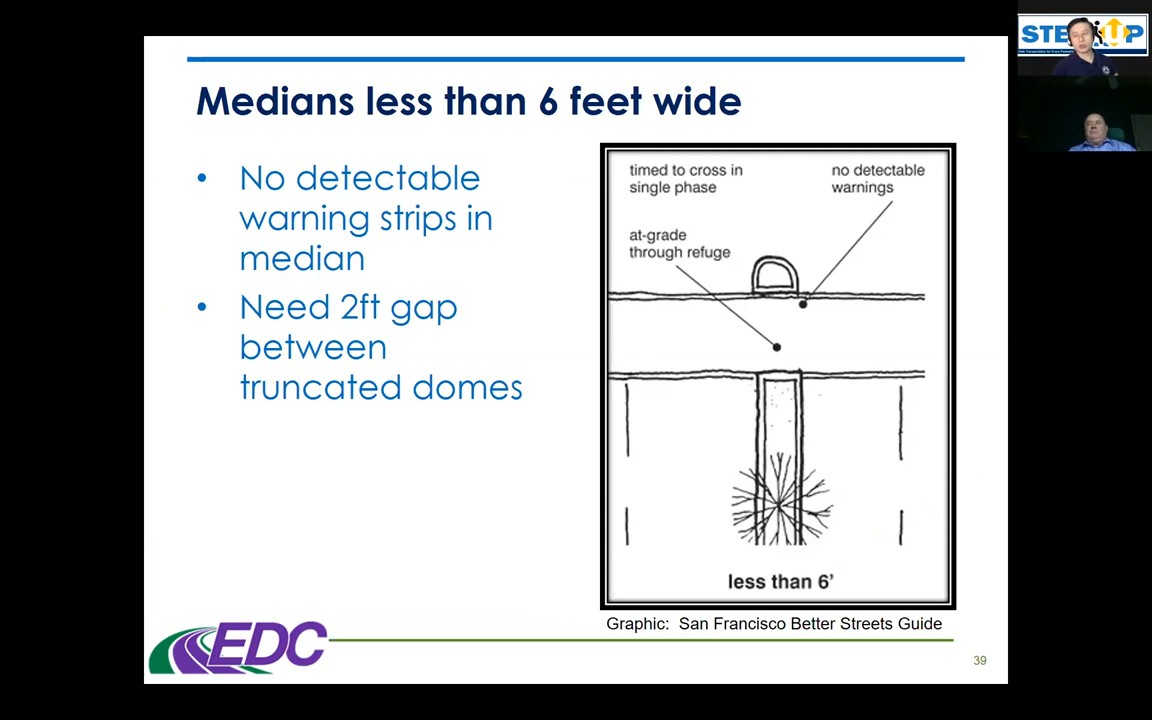 Medians less than 6 feet wide
• No detectable
warning strips in
median
• Need 2ft gap
between
truncated domes
timed to cross in
single phase
no detectable
warnings
at-grade
through refuge
less than 6'
Graphic: San Francisco Better Streets Guide
EDC
39